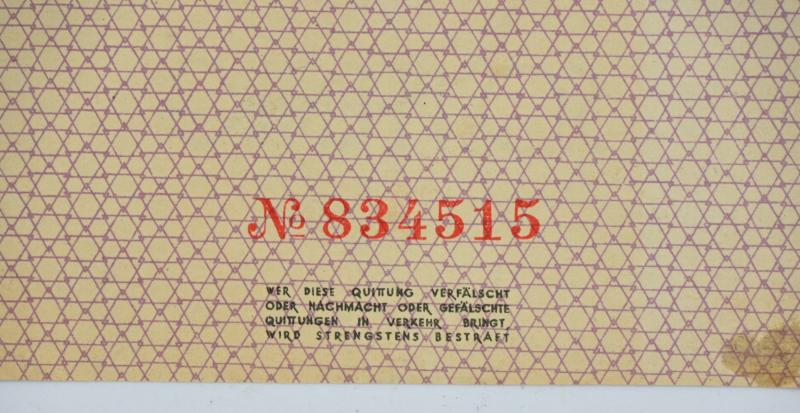 № 834515
WER DIESE QUITTUNG VERFÄLSCHT
ODER NACHMACHT ODER GEFÄLSCHTE
QUITTUNGEN IN VERKEHR BRINGT,
WIRD STRENGSTENS BESTRAFT